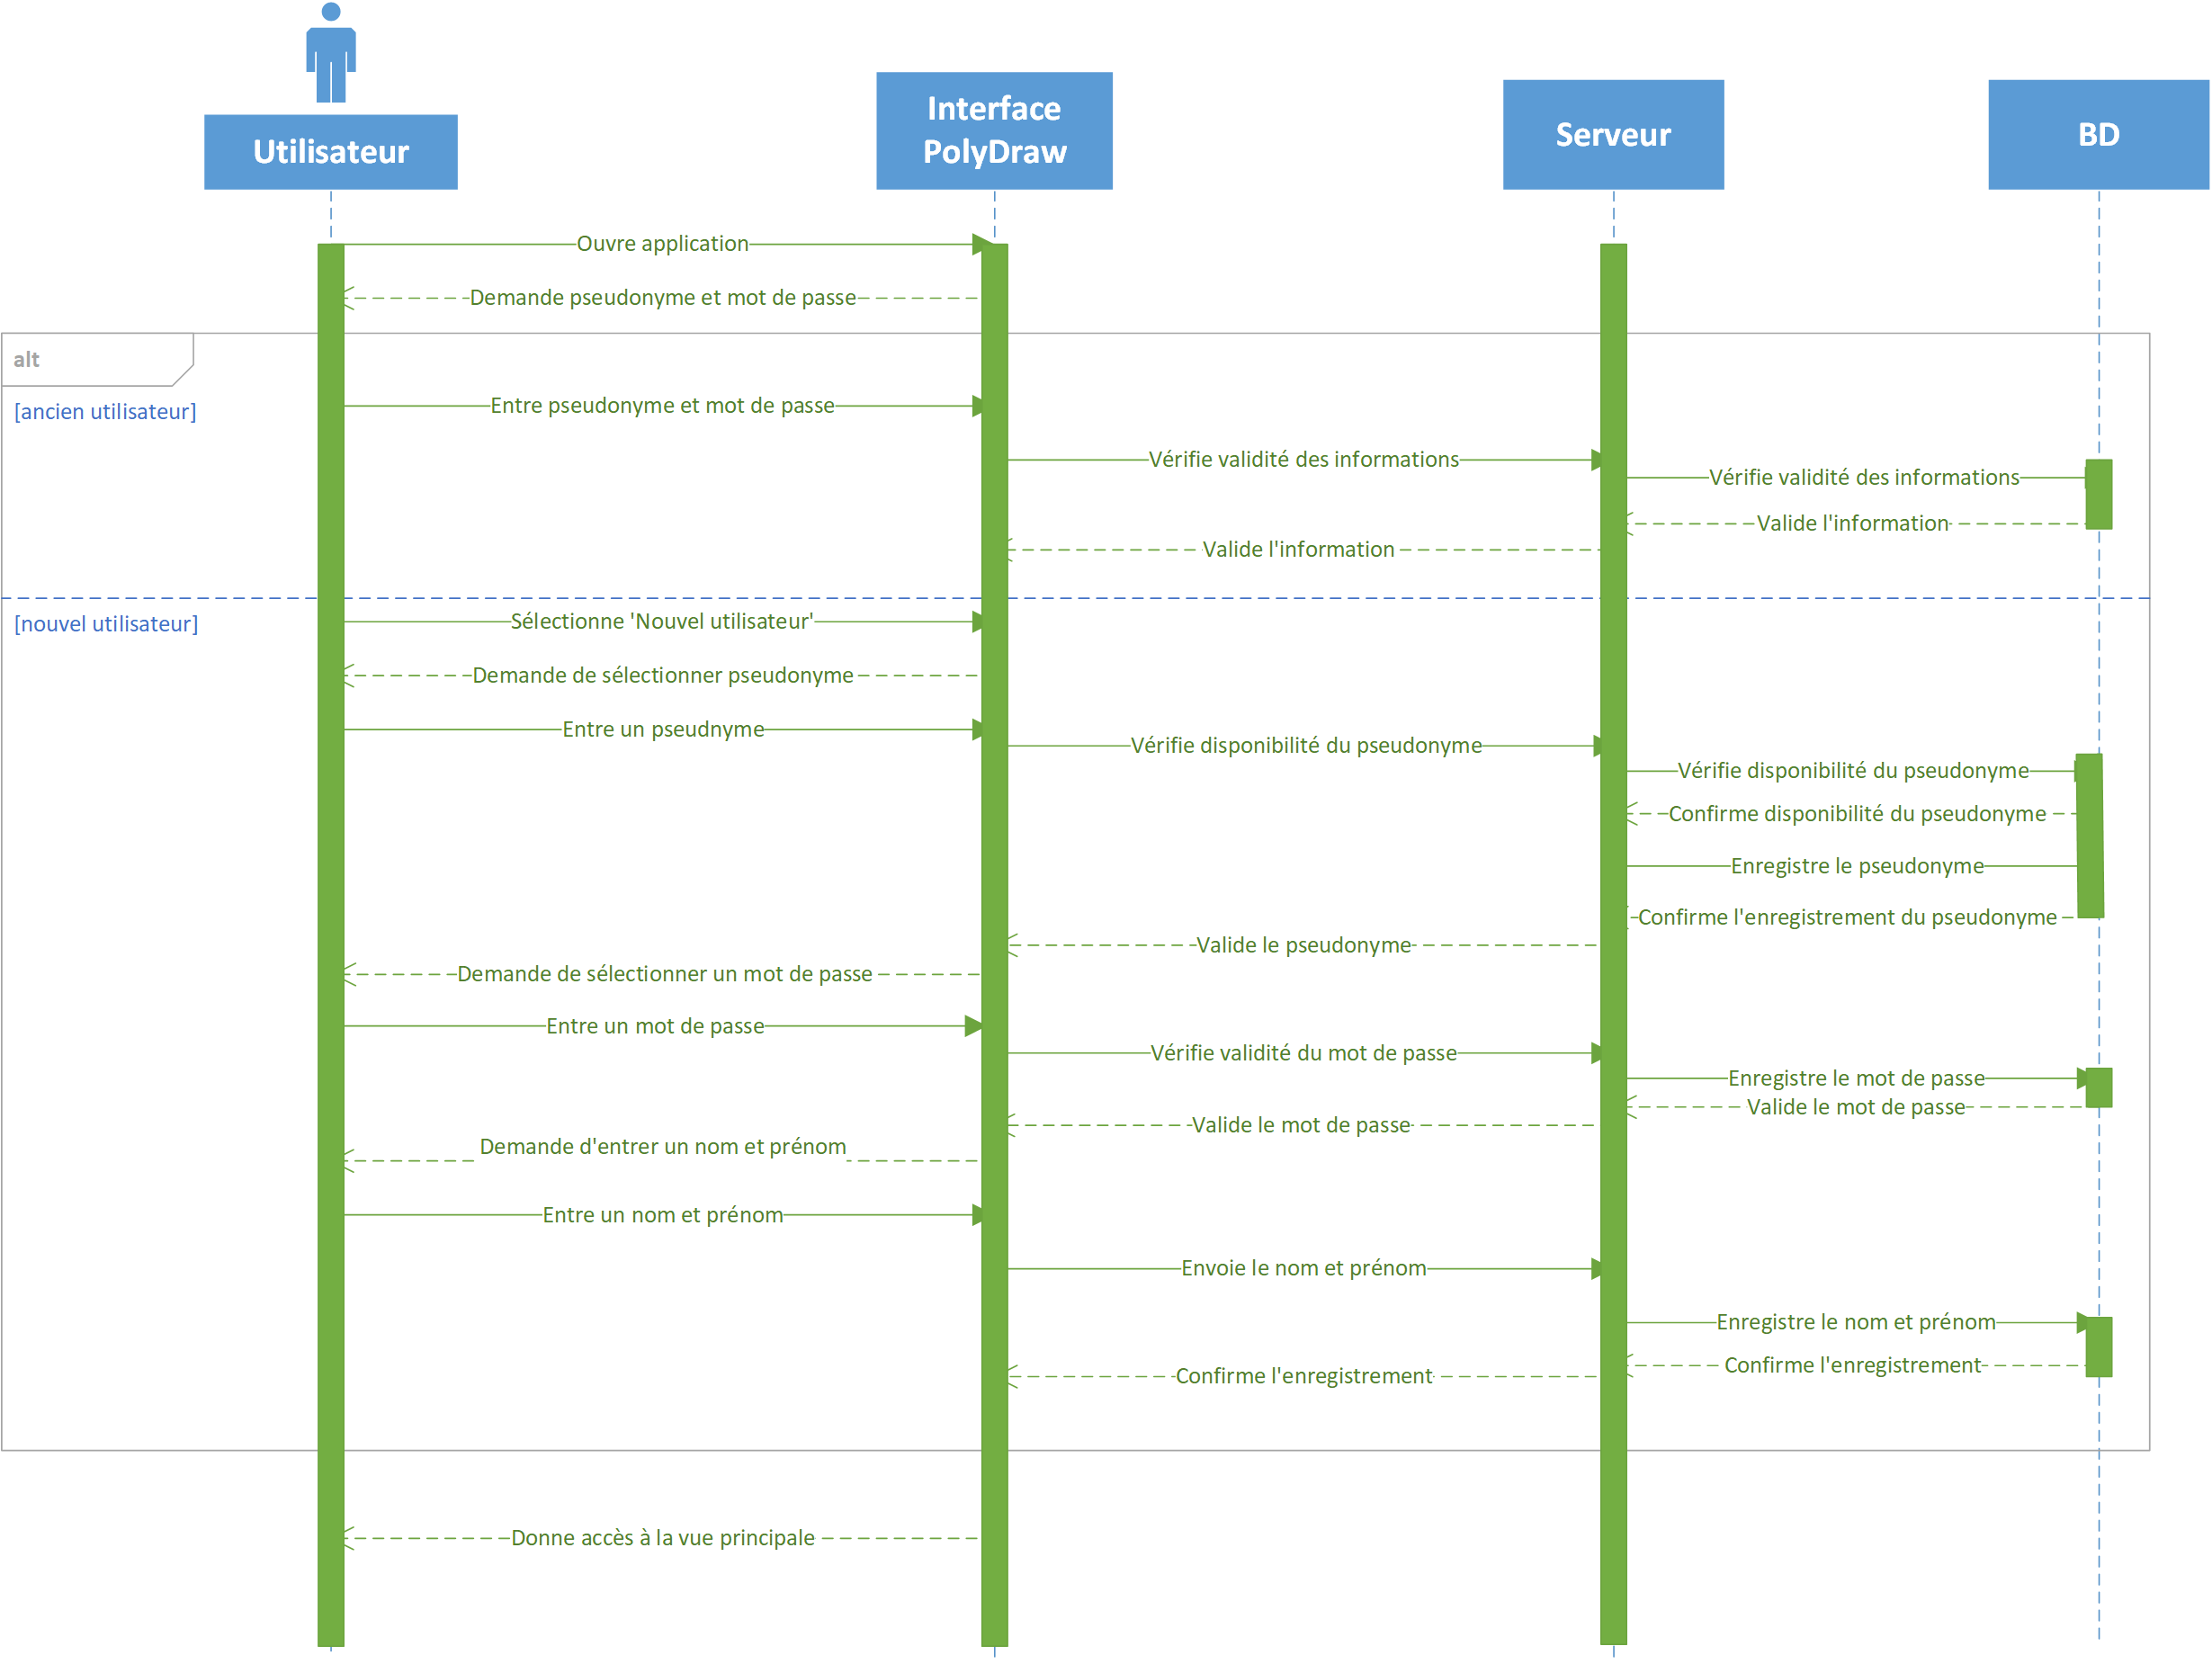 Utilisateur
Interface
PolyDraw
Serveur
BD
Ouvre application
Demande pseudonyme et mot de passe
alt
[ancien utilisateur]
Entre pseudonyme et mot de passe
Vérifie validité des informations
Vérifie validité des informations
Valide l'information
Valide l'information
[nouvel utilisateur]
Sélectionne 'Nouvel utilisateur'
Demande de sélectionner pseudonyme
Entre un pseudnyme
Vérifie disponibilité du pseudonyme
Vérifie disponibilité du pseudonyme
Confirme disponibilité du pseudonyme
Enregistre le pseudonyme
Confirme l'enregistrement du pseudonyme
Valide le pseudonyme
Demande de sélectionner un mot de passe
Entre un mot de passe
Vérifie validité du mot de passe
Enregistre le mot de passe
Valide le mot de passe
Valide le mot de passe
Demande d'entrer un nom et prénom
Entre un nom et prénom
Envoie le nom et prénom
Enregistre le nom et prénom
Confirme l'enregistrement
Confirme l'enregistrement
Donne accès à la vue principale